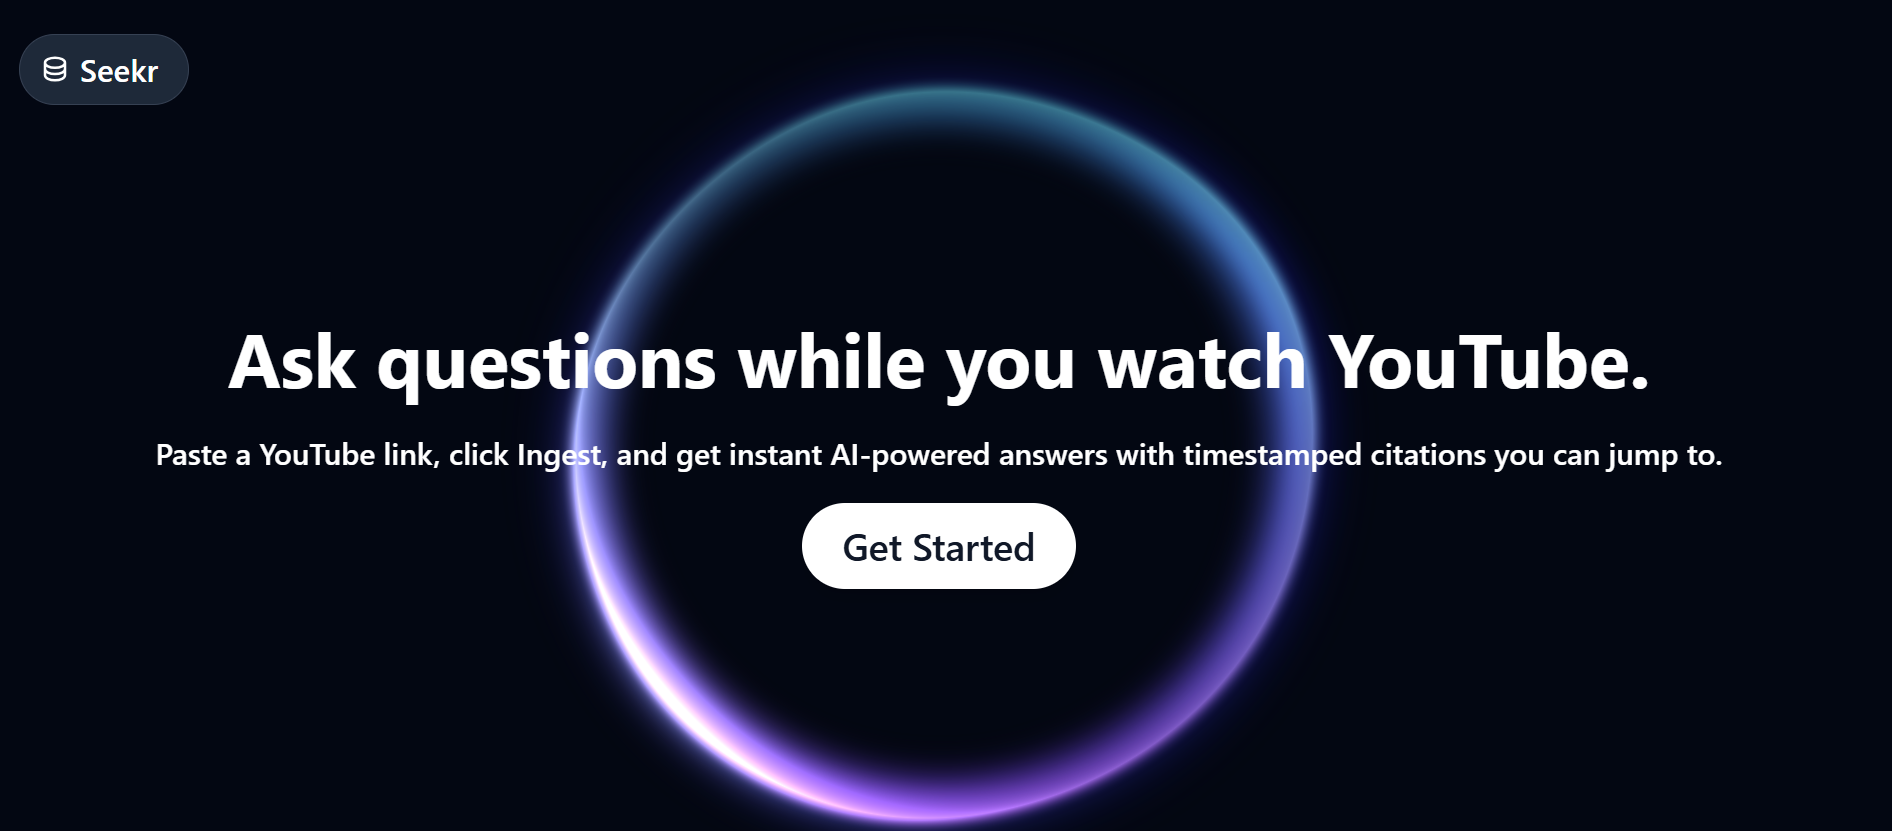 Seekr
Ask questions while you watch YouTube.
Paste a YouTube link, click Ingest, and get instant AI-powered answers with timestamped citations you can jump to.
Get Started